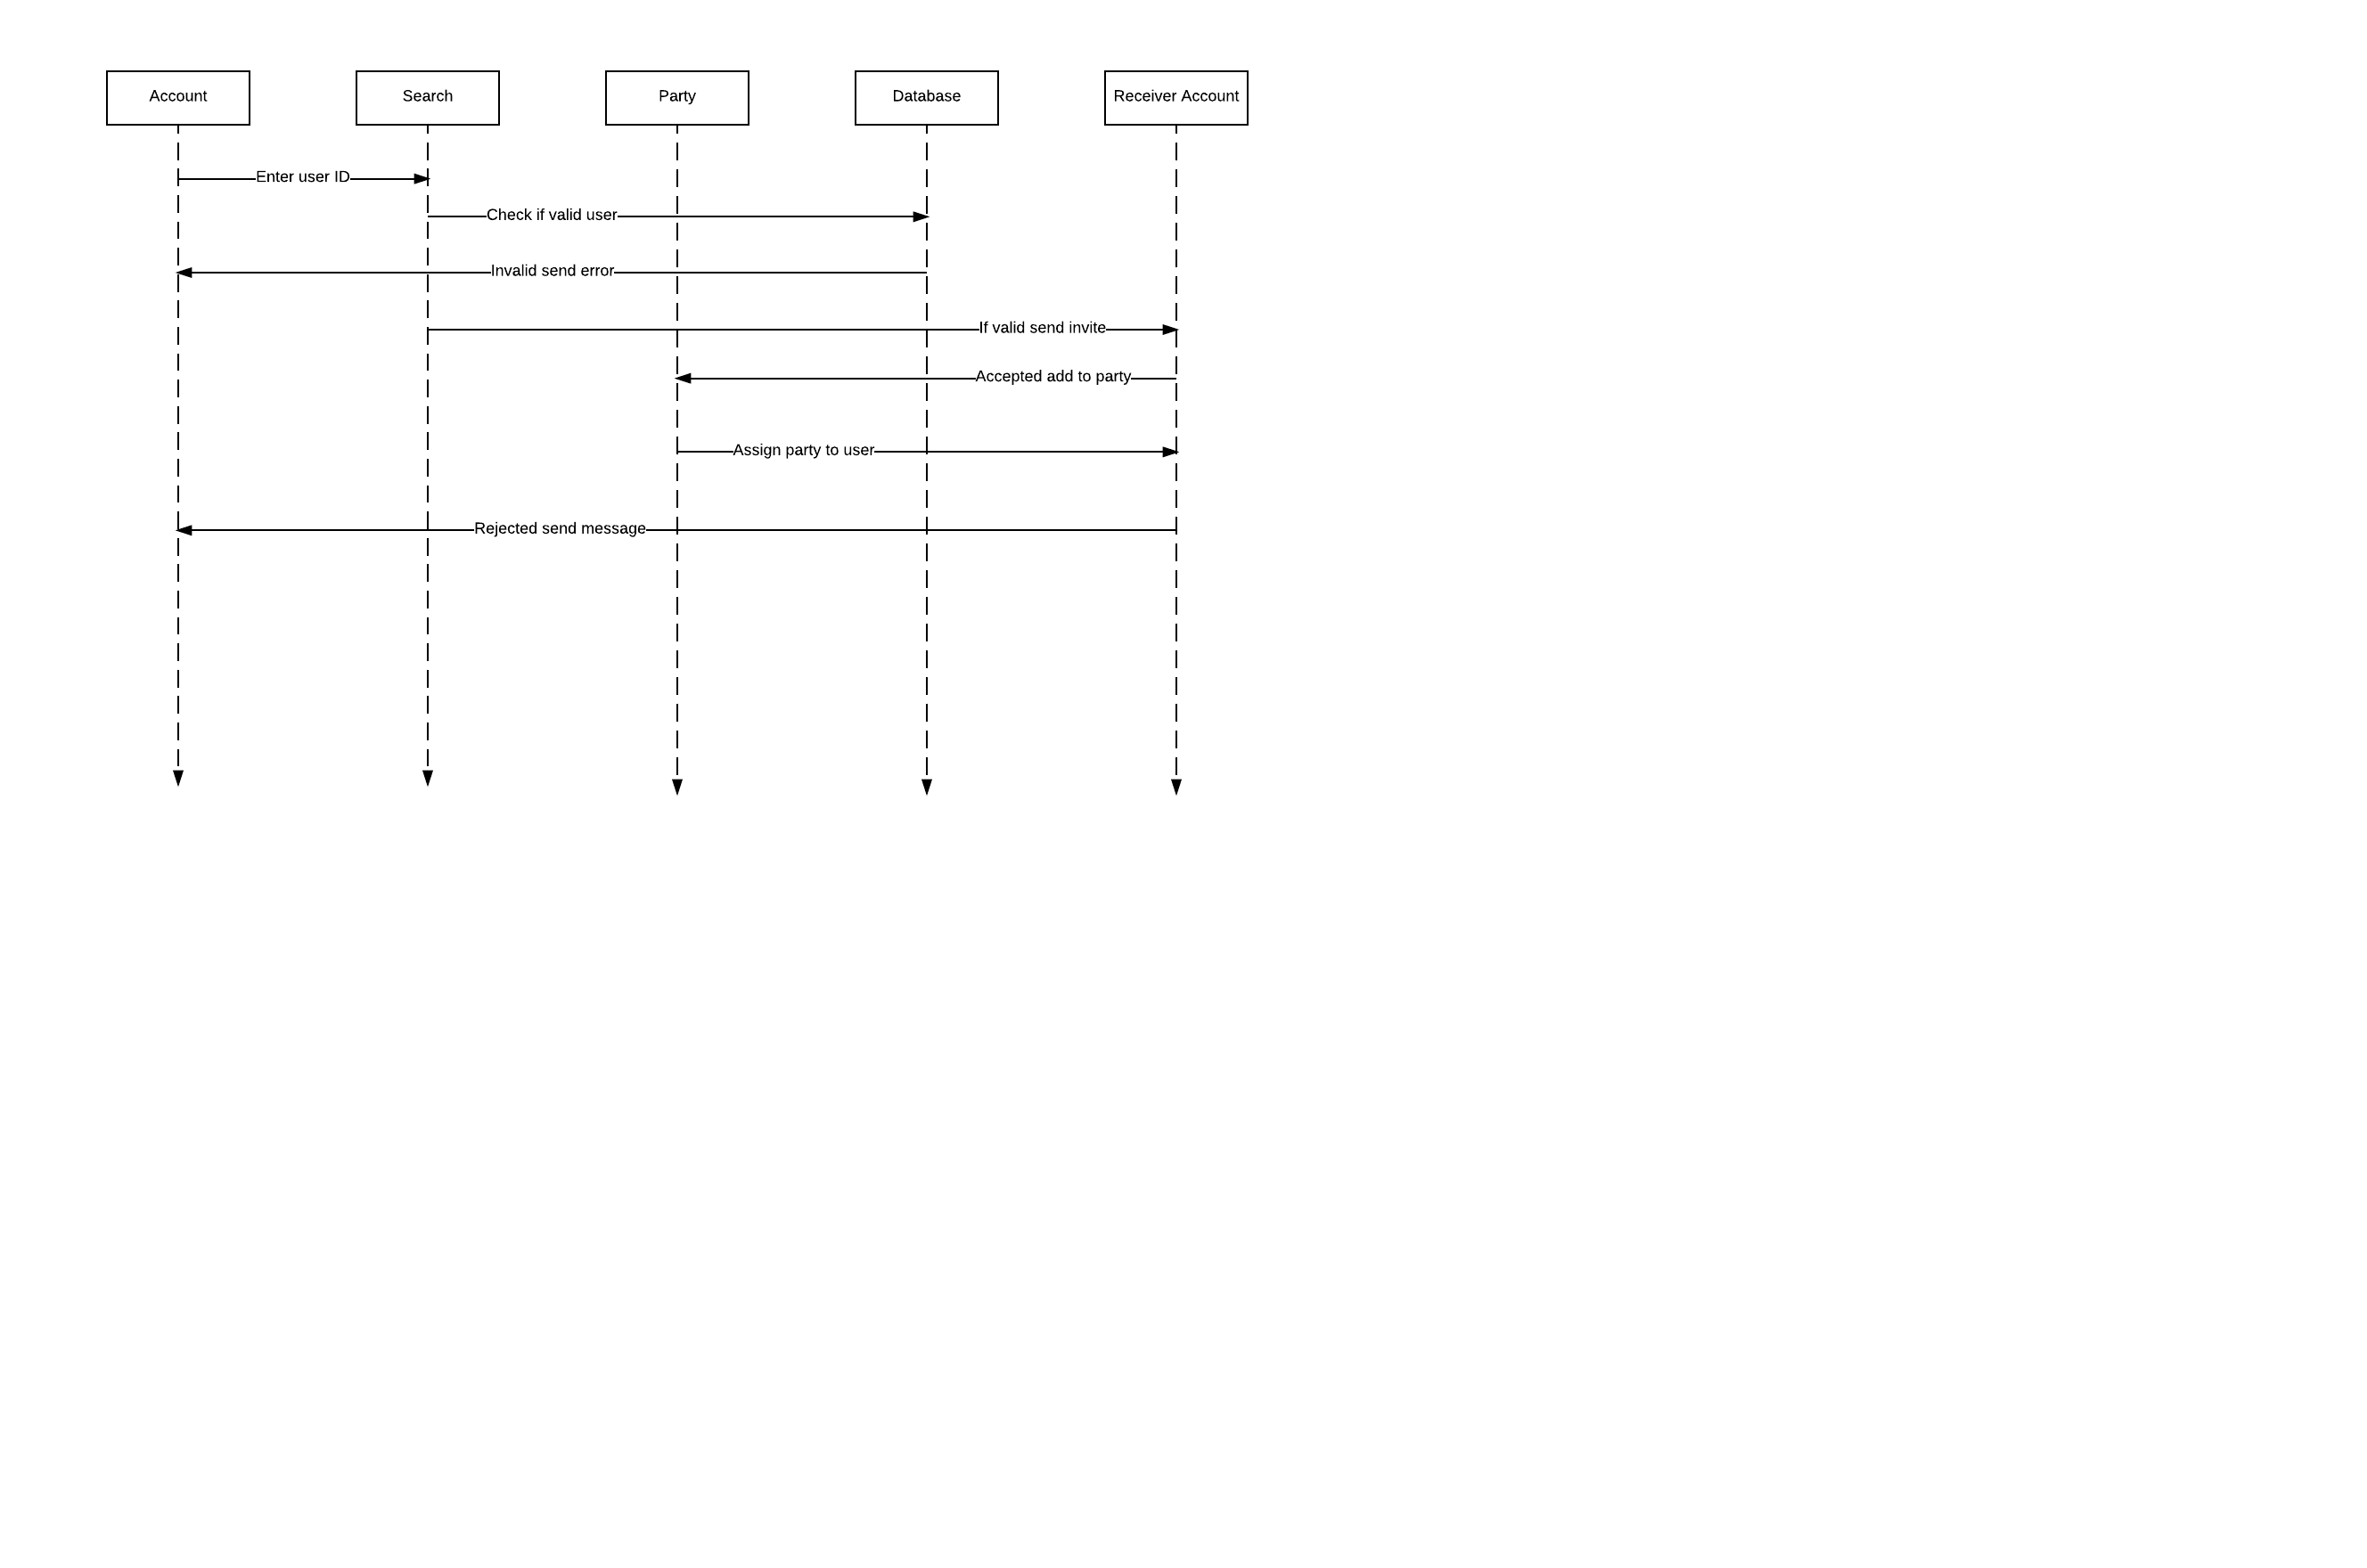 Account
Search
Party
Database
Receiver Account
Enter user ID
Check if valid user
Invalid send error
If valid send invite
Accepted add to party
Assign party to user
Rejected send message